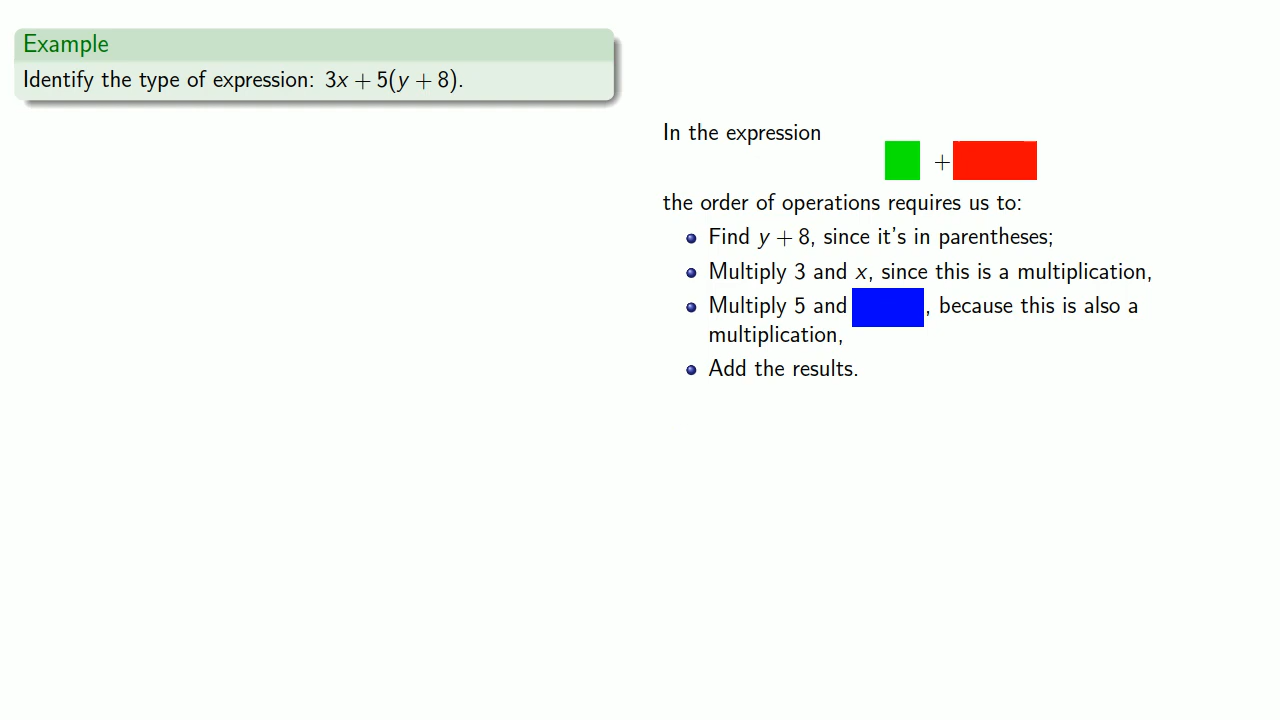 Example
Identify the type of expression: 3x + 5(y + 8).
In the expression
+
the order of operations requires us to:
Find y + 8, since it's in parentheses;
Multiply 3 and x, since this is a multiplication,
Multiply 5 and , because this is also a
multiplication,
Add the results.